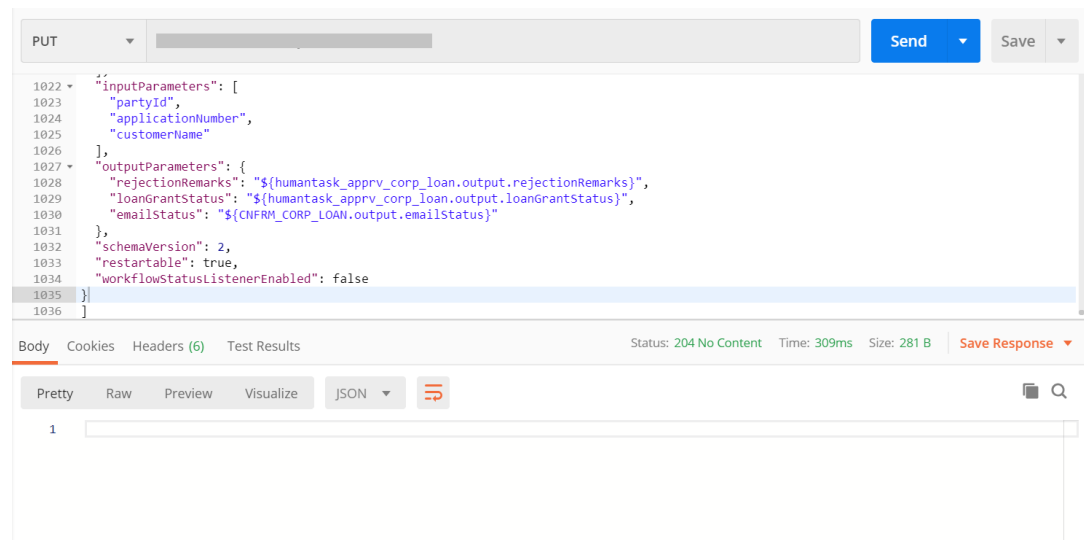 PUT
Send
Save
1022 "inputParameters": [
1023 "partyId",
1024 "applicationNumber",
1025 "customerName"
1026 ],
1027 "outputParameters": {
1028 "rejectionRemarks": "${humantask_apprv_corp_loan.output.rejectionRemarks}",
1029 "loanGrantStatus": "${humantask_apprv_corp_loan.output.loanGrantStatus}",
1030 "emailStatus": "${CNFRM_CORP_LOAN.output.emailStatus}"
1031 },
1032 "schemaVersion": 2,
1033 "restartable": true,
1034 "workflowStatusListenerEnabled": false
1035 }
1036 ]
Body Cookies Headers (6) Test Results Status: 204 No Content Time: 309ms Size: 281 B Save Response
Pretty Raw Preview Visualize JSON
1